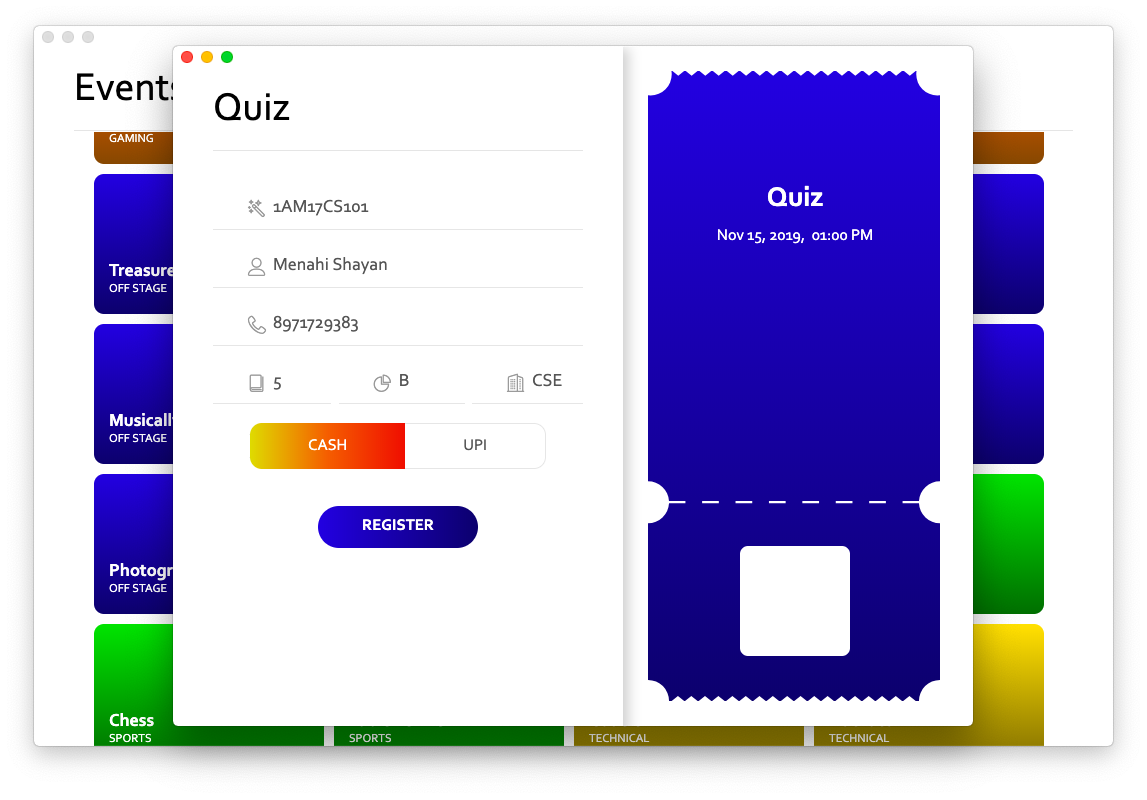 Events
GAMING
Treasure
OFF STAGE
Musicall
OFF STAGE
Photogr
OFF STAGE
Chess
SPORTS
SPORTS
TECHNICAL
TECHNICAL
Quiz
1AM17CS101
Menahi Shayan
8971729383
5 B CSE
CASH UPI
REGISTER
Quiz
Nov 15, 2019, 01:00 PM